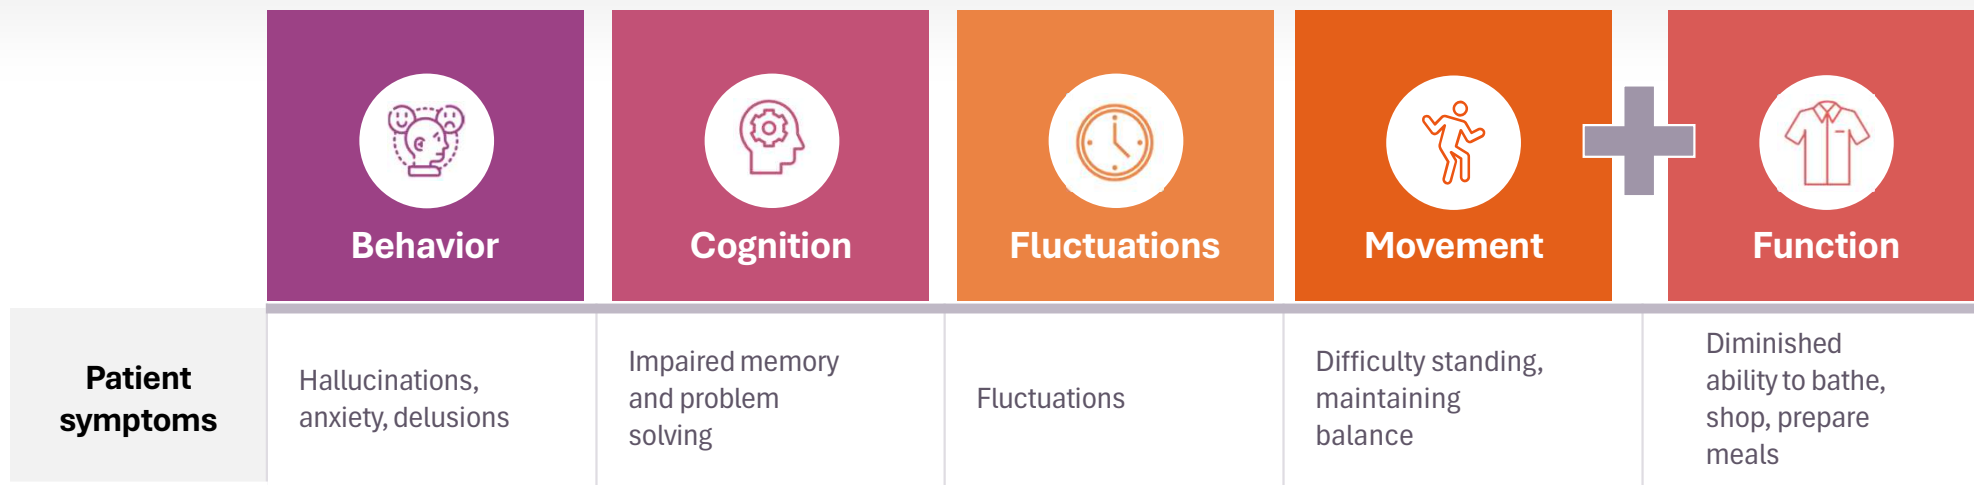 Behavior
Cognition
Fluctuations
Movement
Function
Patient
symptoms
Hallucinations,
anxiety, delusions
Impaired memory
and problem
solving
Fluctuations
Difficulty standing,
maintaining
balance
Diminished
ability to bathe,
shop, prepare
meals